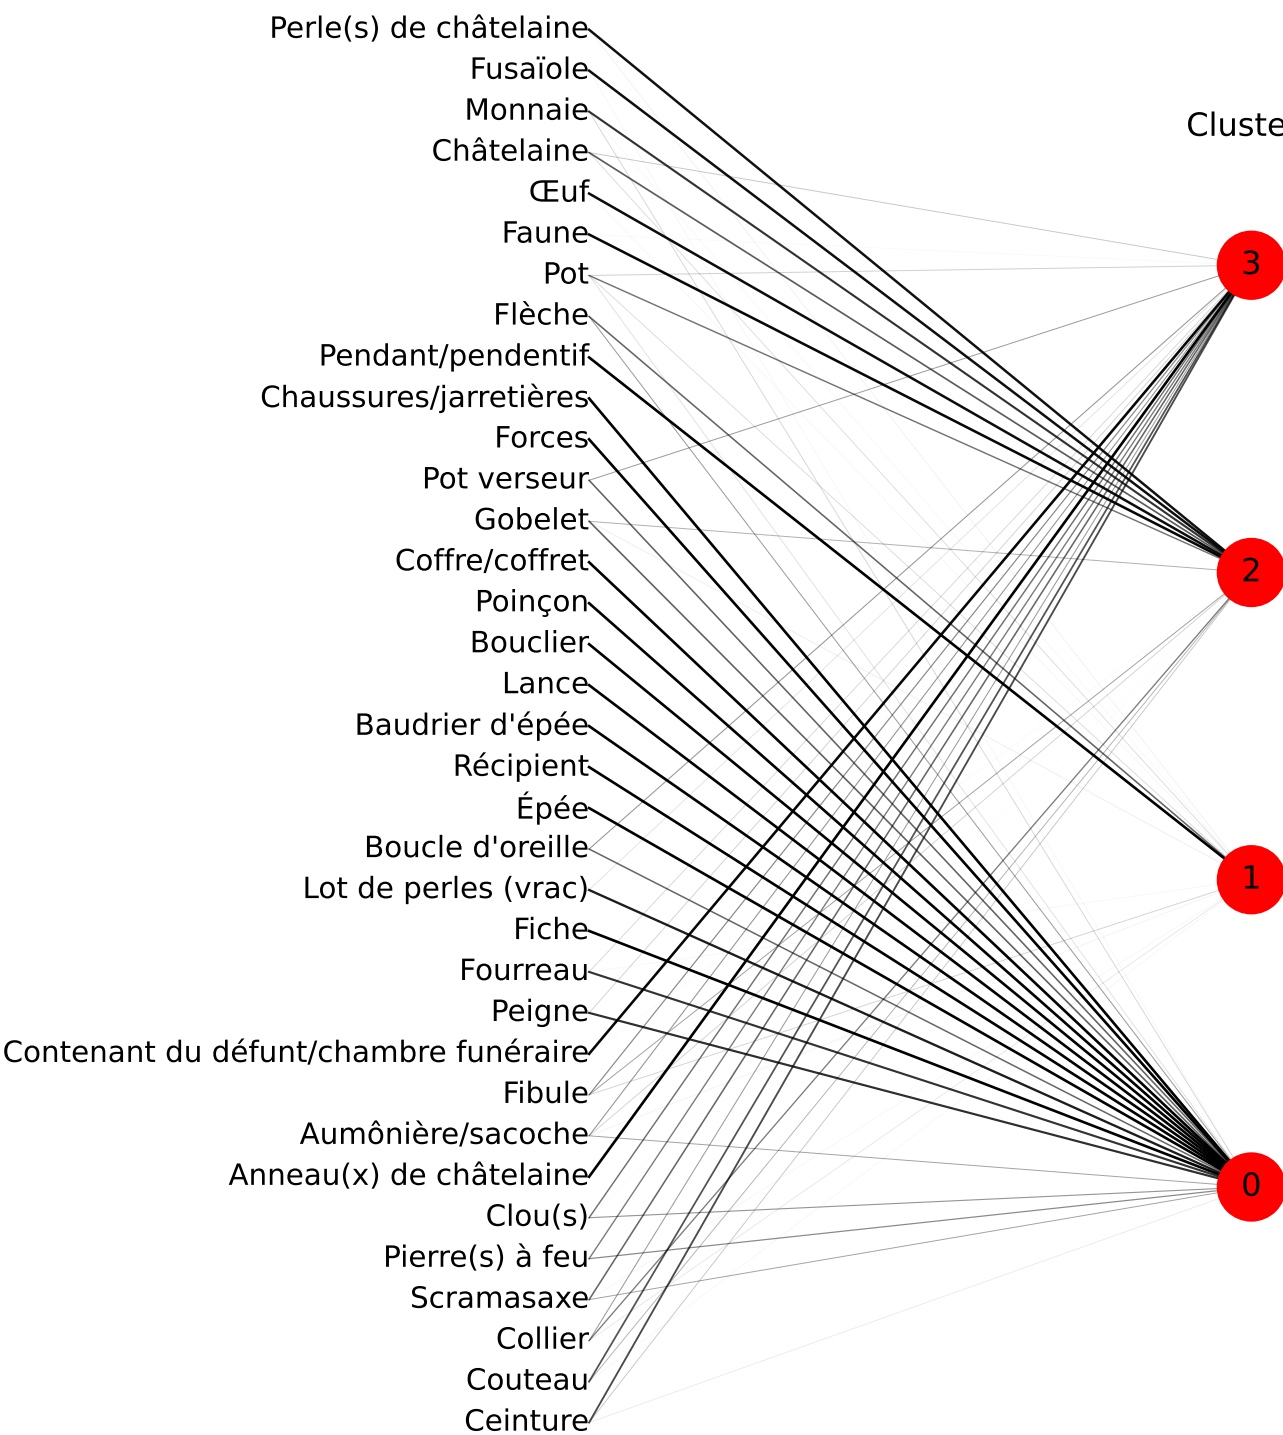 Perle(s) de châtelaine
Fusaïole
Monnaie
Cluste
Châtelaine
Œuf
Faune
3
Pot
Flèche
Pendant/pendentif
Chaussures/jarretières
Forces
Pot verseur
Gobelet
Coffre/coffret
2
Poinçon
Bouclier
Lance
Baudrier d'épée
Récipient
Épée
Boucle d'oreille
Lot de perles (vrac)
1
Fiche
Fourreau
Peigne
Contenant du défunt/chambre funéraire
Fibule
Aumônière/sacoche
Anneau(x) de châtelaine
0
Clou(s)
Pierre(s) à feu
Scramasaxe
Collier
Couteau
Ceinture